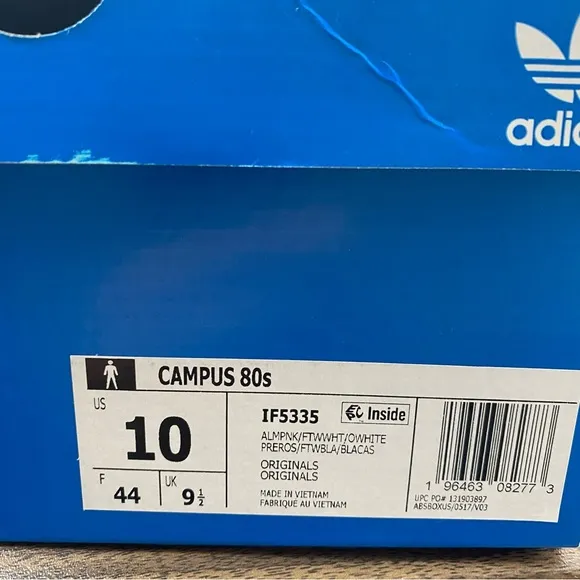 adid
CAMPUS 80s
US
10
F
44
UK
9 1/2
IF5335
Inside
ALMPNK/FTWWHT/OWHITE
PREROS/FTWBLA/BLACAS
ORIGINALS
ORIGINALS
MADE IN VIETNAM
FABRIQUÉ AU VIETNAM
1 96463 08277 3
UPC PO# 131903897
ABSBOXUS/0517/V03